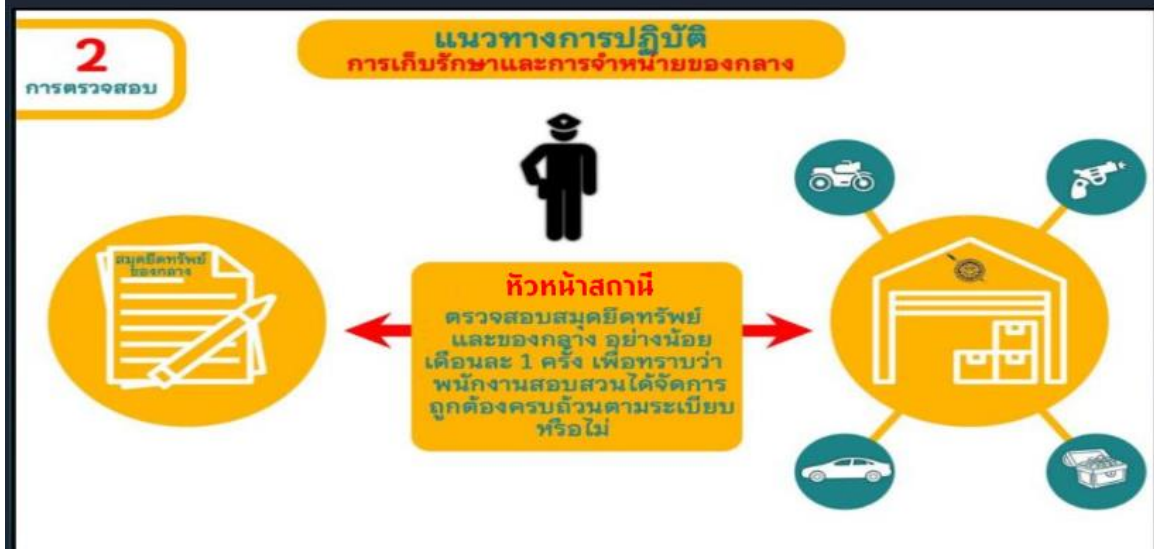 2
การตรวจสอบ
แนวทางการปฏิบัติ
การเก็บรักษาและการจำหน่ายของกลาง
สมุดยึดทรัพย์
ของกลาง
หัวหน้าสถานี
ตรวจสอบสมุดยึดทรัพย์
และของกลาง อย่างน้อย
เดือนละ 1 ครั้ง เพื่อทราบว่า
พนักงานสอบสวนได้จัดการ
ถูกต้องครบถ้วนตามระเบียบ
หรือไม่